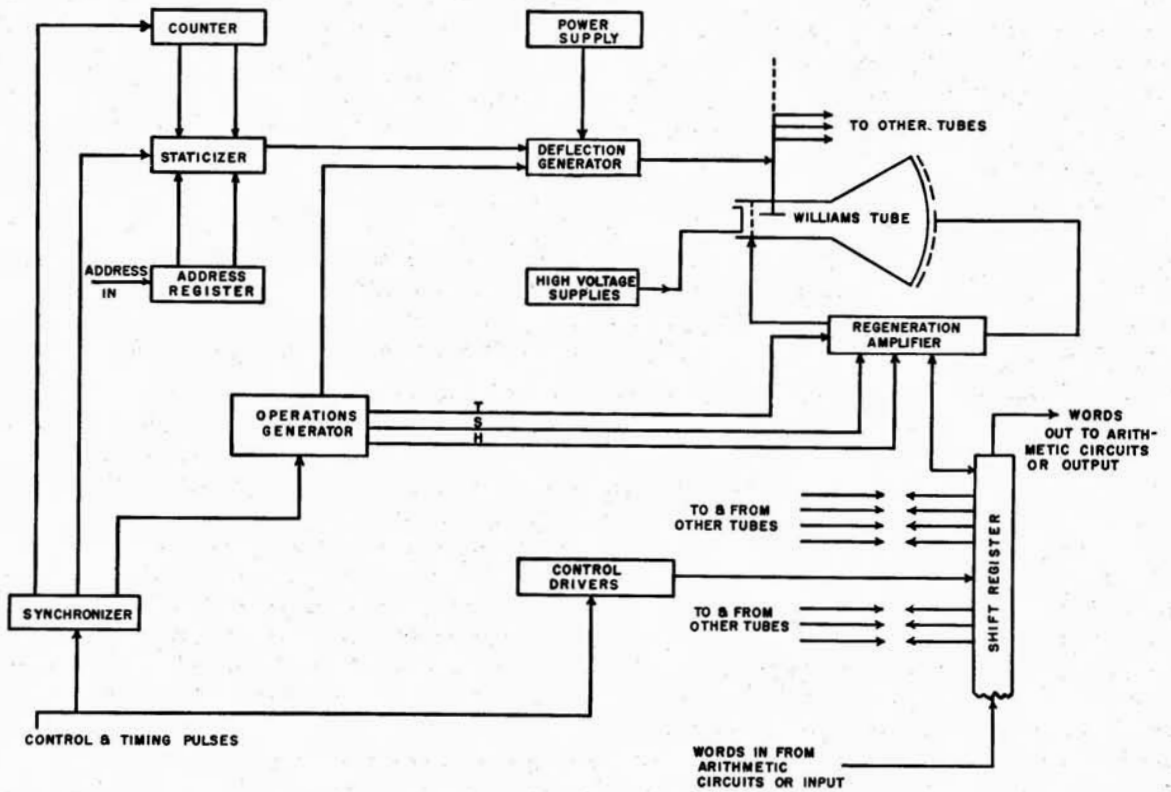 COUNTER
POWER
SUPPLY
TO OTHER. TUBES
STATICIZER
DEFLECTION
GENERATOR
WILLIAMS TUBE
ADDRESS
IN
ADDRESS
REGISTER
HIGH VOLTAGE
SUPPLIES
REGENERATION
AMPLIFIER
OPERATIONS
GENERATOR
T
S
H
WORDS
OUT TO ARITH-
METIC CIRCUITS
OR OUTPUT
TO & FROM
OTHER TUBES
SHIFT REGISTER
CONTROL
DRIVERS
TO & FROM
OTHER TUBES
SYNCHRONIZER
CONTROL & TIMING PULSES
WORDS IN FROM
ARITHMETIC
CIRCUITS OR INPUT